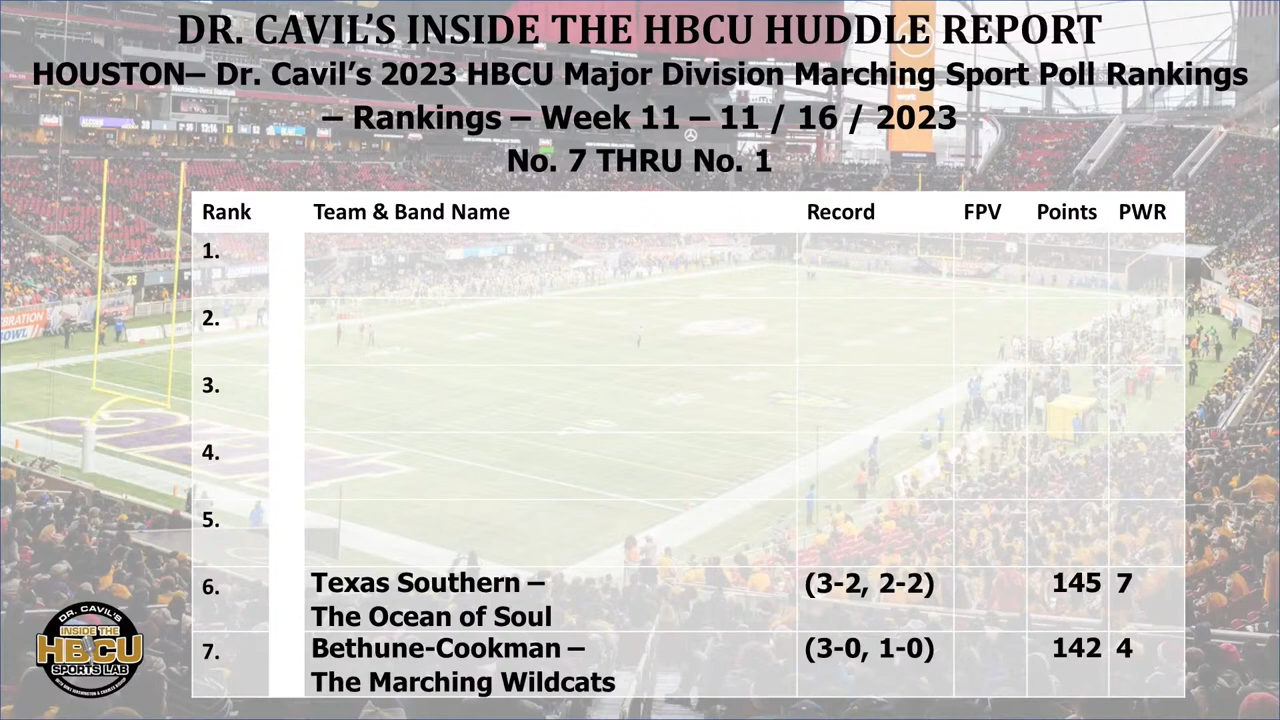 DR. CAVIL’S INSIDE THE HBCU HUDDLE REPORT
HOUSTON– Dr. Cavil’s 2023 HBCU Major Division Marching Sport Poll Rankings
– Rankings – Week 11 – 11 / 16 / 2023
No. 7 THRU No. 1
Rank Team & Band Name Record FPV Points PWR
1.
2.
3.
4.
5.
6. Texas Southern – (3-2, 2-2) 145 7
The Ocean of Soul
7. Bethune-Cookman – (3-0, 1-0) 142 4
The Marching Wildcats
DR. CAVIL'S
INSIDE THE
HBCU
SPORTS LAB